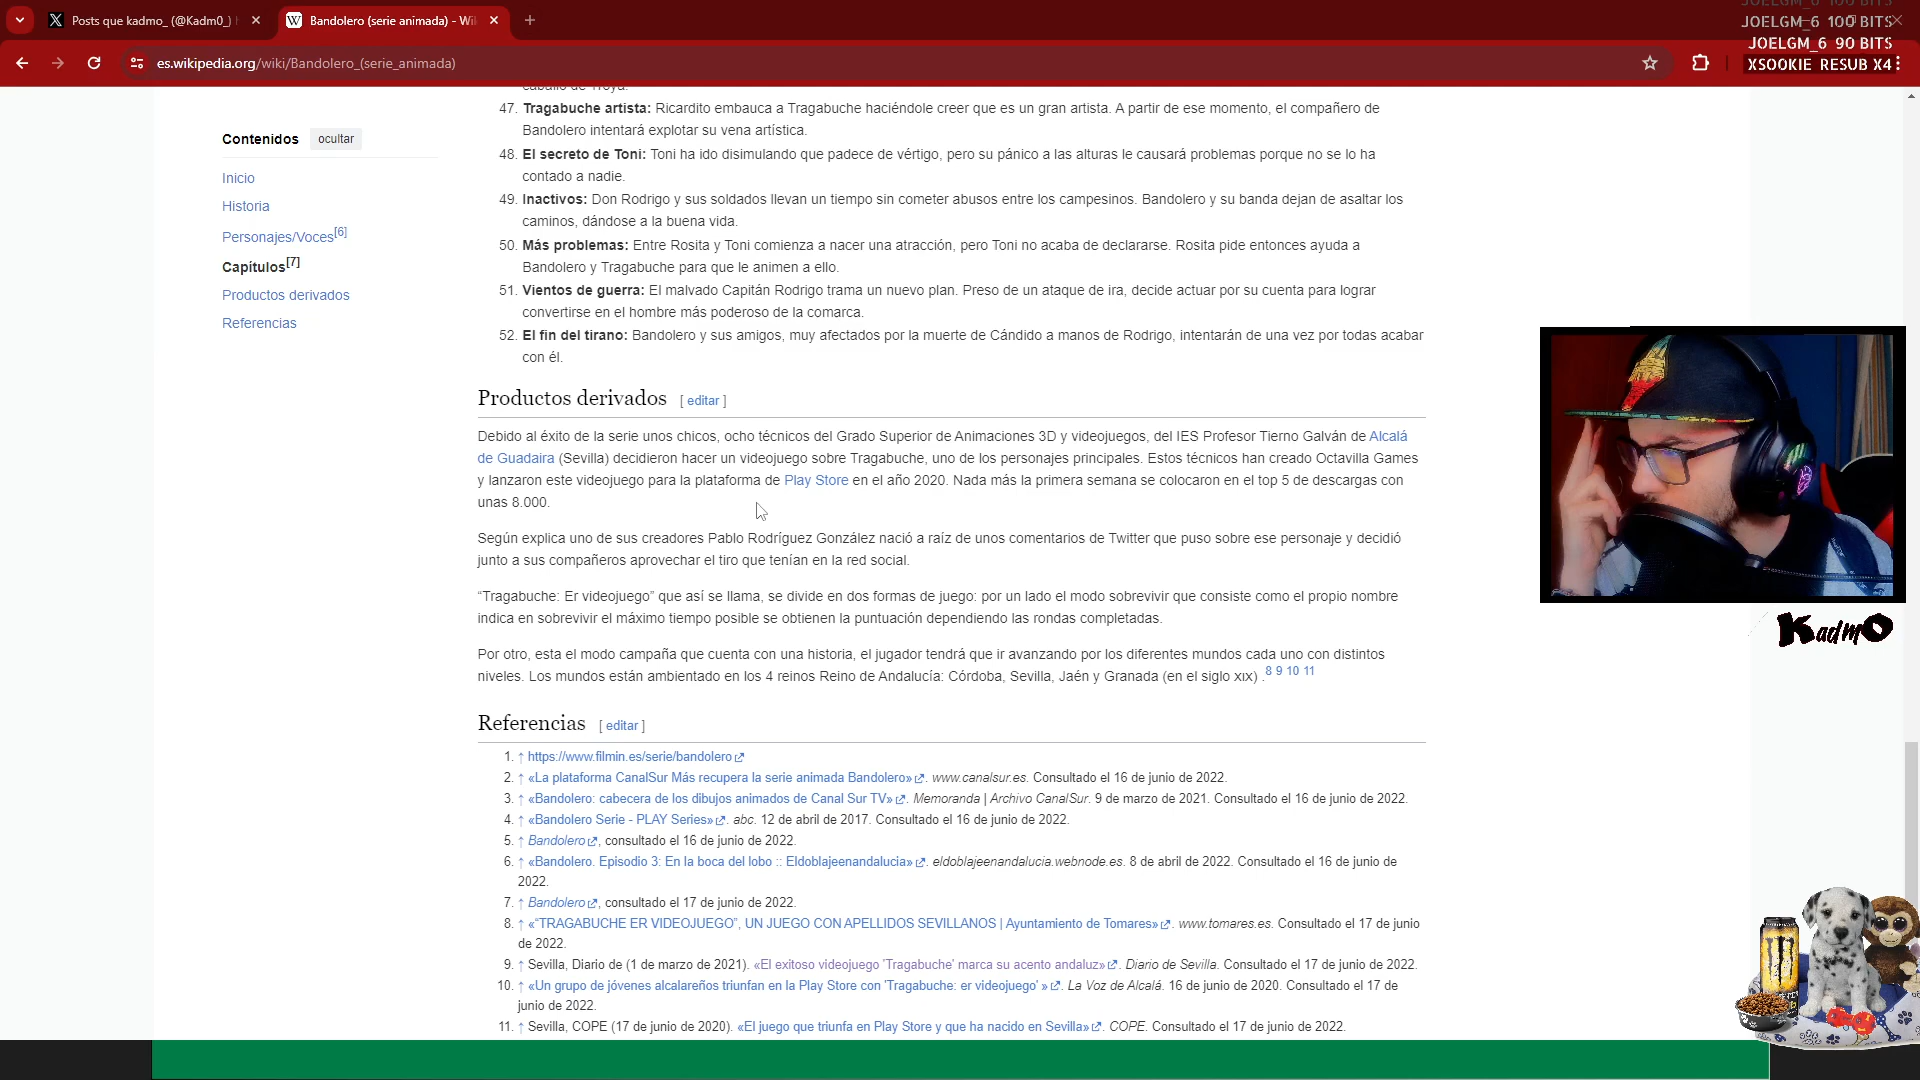 JOELGM_6 100 BITS
Posts que kadmo_ (@Kadm0_)
Bandolero (serie animada) - Wi
JOELGM_6 100 BITS
JOELGM_6 90 BITS
es.wikipedia.org/wiki/Bandolero_(serie_animada)
XSOOKIE_ RESUB X4
caballo de Troya.
Contenidos ocultar
Inicio
Historia
Personajes/Voces[6]
Capítulos[7]
Productos derivados
Referencias
47. Tragabuche artista: Ricardito embauca a Tragabuche haciéndole creer que es un gran artista. A partir de ese momento, el compañero de
Bandolero intentará explotar su vena artística.
48. El secreto de Toni: Toni ha ido disimulando que padece de vértigo, pero su pánico a las alturas le causará problemas porque no se lo ha
contado a nadie.
49. Inactivos: Don Rodrigo y sus soldados llevan un tiempo sin cometer abusos entre los campesinos. Bandolero y su banda dejan de asaltar los
caminos, dándose a la buena vida.
50. Más problemas: Entre Rosita y Toni comienza a nacer una atracción, pero Toni no acaba de declararse. Rosita pide entonces ayuda a
Bandolero y Tragabuche para que le animen a ello.
51. Vientos de guerra: El malvado Capitán Rodrigo trama un nuevo plan. Preso de un ataque de ira, decide actuar por su cuenta para lograr
convertirse en el hombre más poderoso de la comarca.
52. El fin del tirano: Bandolero y sus amigos, muy afectados por la muerte de Cándido a manos de Rodrigo, intentarán de una vez por todas acabar
con él.
Productos derivados [ editar ]
Debido al éxito de la serie unos chicos, ocho técnicos del Grado Superior de Animaciones 3D y videojuegos, del IES Profesor Tierno Galván de Alcalá
de Guadaira (Sevilla) decidieron hacer un videojuego sobre Tragabuche, uno de los personajes principales. Estos técnicos han creado Octavilla Games
y lanzaron este videojuego para la plataforma de Play Store en el año 2020. Nada más la primera semana se colocaron en el top 5 de descargas con
unas 8.000.
Según explica uno de sus creadores Pablo Rodríguez González nació a raíz de unos comentarios de Twitter que puso sobre ese personaje y decidió
junto a sus compañeros aprovechar el tiro que tenían en la red social.
“Tragabuche: Er videojuego” que así se llama, se divide en dos formas de juego: por un lado el modo sobrevivir que consiste como el propio nombre
indica en sobrevivir el máximo tiempo posible se obtienen la puntuación dependiendo las rondas completadas.
Por otro, esta el modo campaña que cuenta con una historia, el jugador tendrá que ir avanzando por los diferentes mundos cada uno con distintos
niveles. Los mundos están ambientado en los 4 reinos Reino de Andalucía: Córdoba, Sevilla, Jaén y Granada (en el siglo XIX) .8 9 10 11
Referencias [ editar ]
1. ↑ https://www.filmin.es/serie/bandolero
2. ↑ «La plataforma CanalSur Más recupera la serie animada Bandolero». www.canalsur.es. Consultado el 16 de junio de 2022.
3. ↑ «Bandolero: cabecera de los dibujos animados de Canal Sur TV». Memoranda | Archivo CanalSur. 9 de marzo de 2021. Consultado el 16 de junio de 2022.
4. ↑ «Bandolero Serie - PLAY Series». abc. 12 de abril de 2017. Consultado el 16 de junio de 2022.
5. ↑ Bandolero, consultado el 16 de junio de 2022.
6. ↑ «Bandolero. Episodio 3: En la boca del lobo :: Eldoblajeenandalucia». eldoblajeenandalucia.webnode.es. 8 de abril de 2022. Consultado el 16 de junio de
2022.
7. ↑ Bandolero, consultado el 17 de junio de 2022.
8. ↑ «“TRAGABUCHE ER VIDEOJUEGO”, UN JUEGO CON APELLIDOS SEVILLANOS | Ayuntamiento de Tomares». www.tomares.es. Consultado el 17 de junio
de 2022.
9. ↑ Sevilla, Diario de (1 de marzo de 2021). «El exitoso videojuego 'Tragabuche' marca su acento andaluz». Diario de Sevilla. Consultado el 17 de junio de 2022.
10. ↑ «Un grupo de jóvenes alcalareños triunfan en la Play Store con 'Tragabuche: er videojuego' ». La Voz de Alcalá. 16 de junio de 2020. Consultado el 17 de
junio de 2022.
11. ↑ Sevilla, COPE (17 de junio de 2020). «El juego que triunfa en Play Store y que ha nacido en Sevilla». COPE. Consultado el 17 de junio de 2022.
KadmO